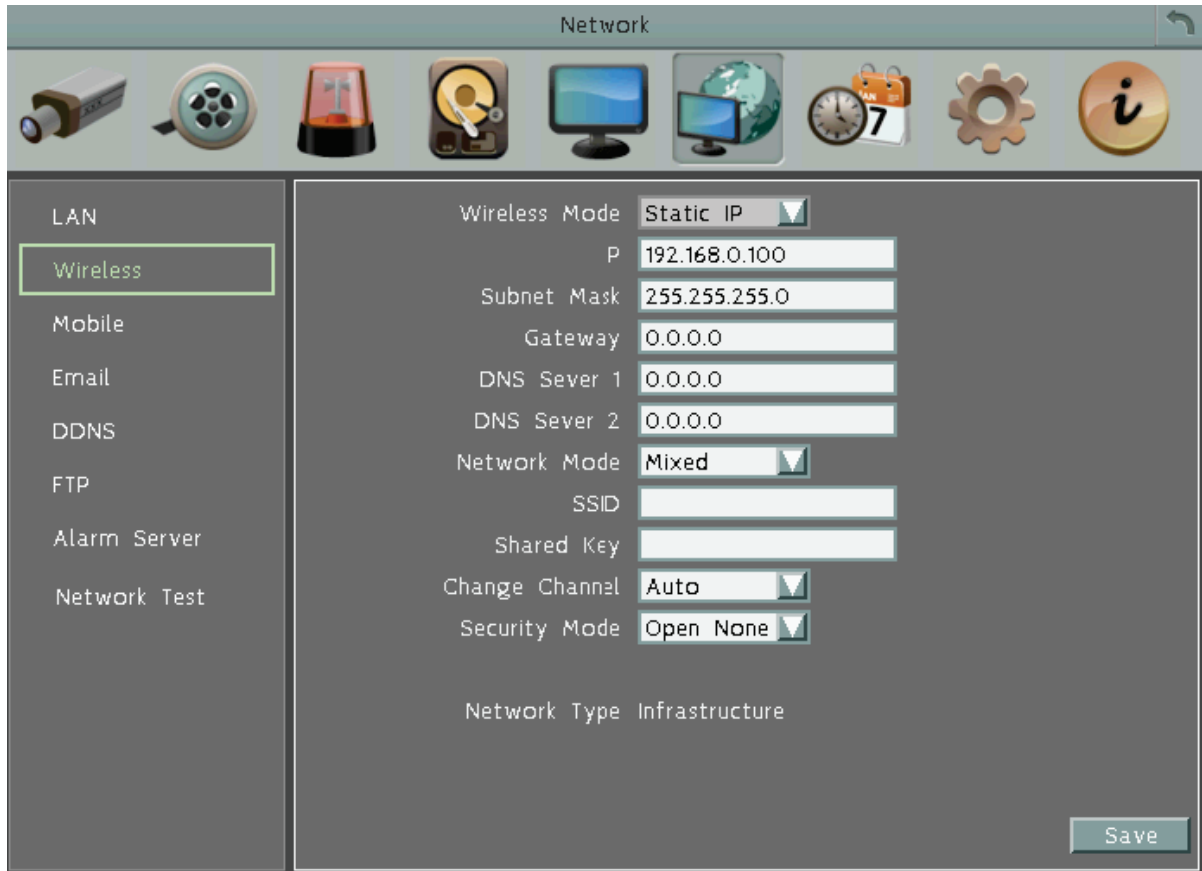 Network
JAN
7
LAN
Wireless
Mobile
Email
DDNS
FTP
Alarm Server
Network Test
Wireless Mode Static IP
P 192.168.0.100
Subnet Mask 255.255.255.0
Gateway 0.0.0.0
DNS Sever 1 0.0.0.0
DNS Sever 2 0.0.0.0
Network Mode Mixed
SSID
Shared Key
Change Channel Auto
Security Mode Open None
Network Type Infrastructure
Save